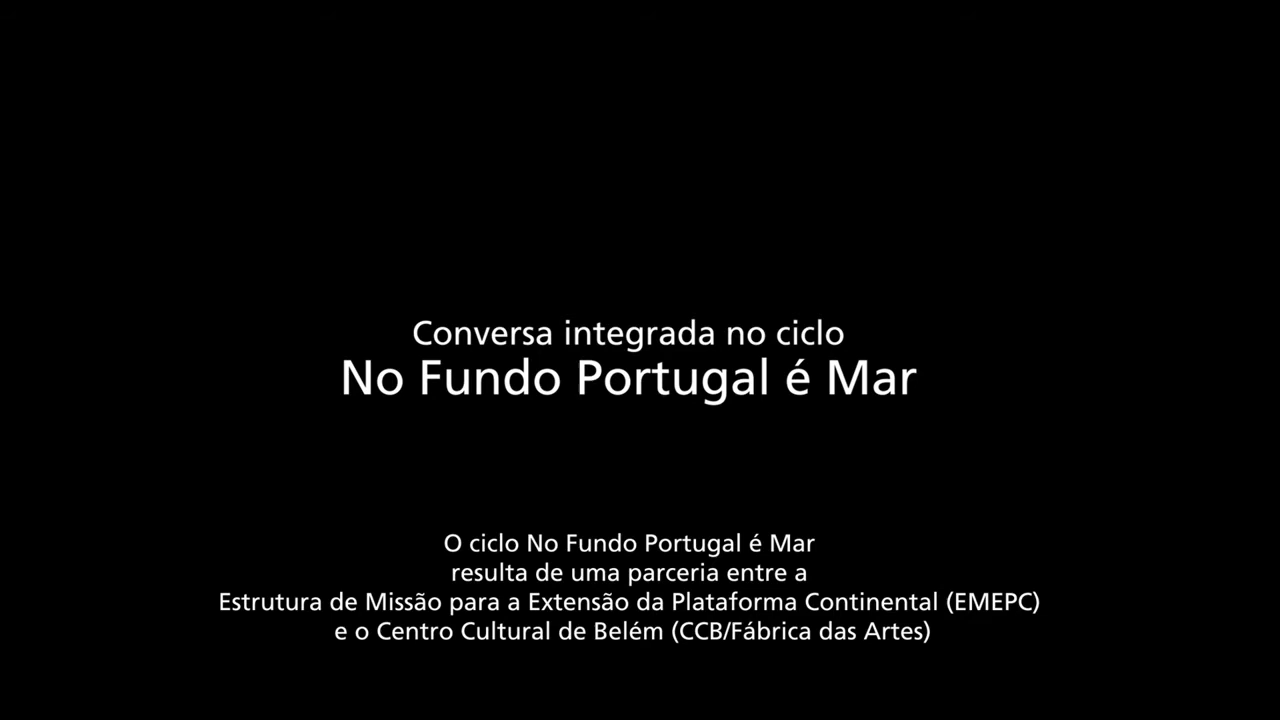 Conversa integrada no ciclo
No Fundo Portugal é Mar
O ciclo No Fundo Portugal é Mar
resulta de uma parceria entre a
Estrutura de Missão para a Extensão da Plataforma Continental (EMEPC)
e o Centro Cultural de Belém (CCB/Fábrica das Artes)